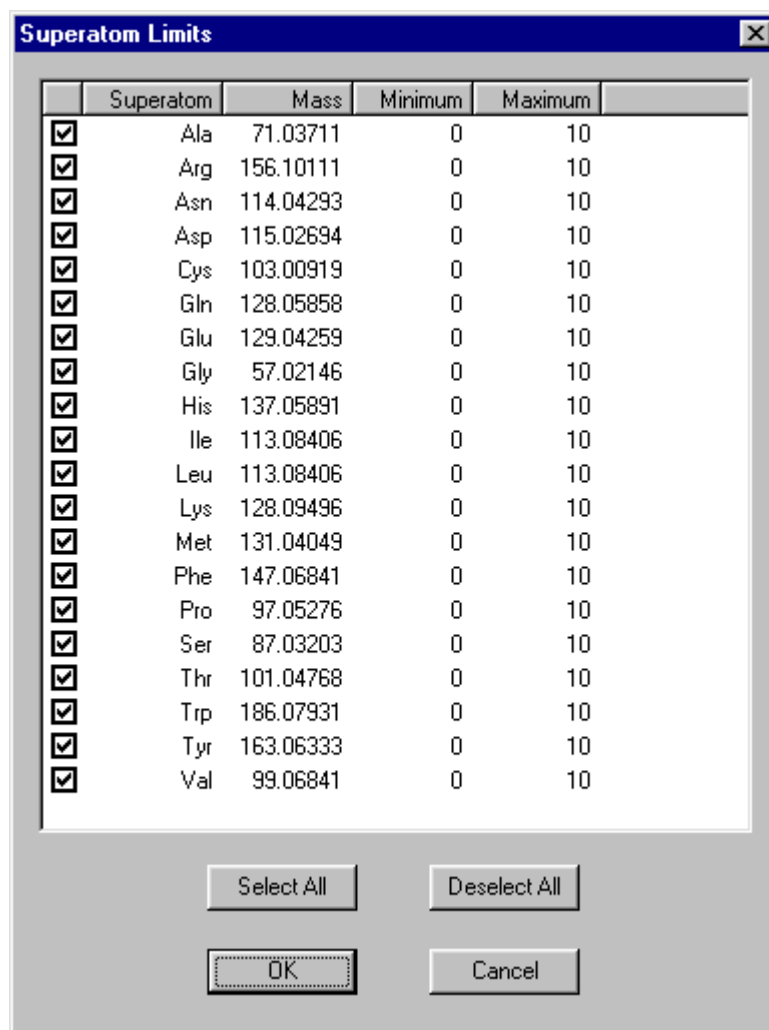 Superatom Limits
Superatom Mass Minimum Maximum
Ala 71.03711 0 10
Arg 156.10111 0 10
Asn 114.04293 0 10
Asp 115.02694 0 10
Cys 103.00919 0 10
Gln 128.05858 0 10
Glu 129.04259 0 10
Gly 57.02146 0 10
His 137.05891 0 10
Ile 113.08406 0 10
Leu 113.08406 0 10
Lys 128.09496 0 10
Met 131.04049 0 10
Phe 147.06841 0 10
Pro 97.05276 0 10
Ser 87.03203 0 10
Thr 101.04768 0 10
Trp 186.07931 0 10
Tyr 163.06333 0 10
Val 99.06841 0 10
Select All Deselect All
OK Cancel